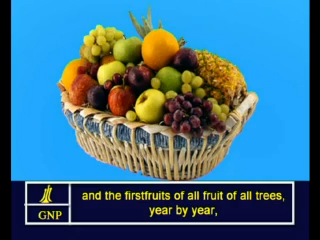 and the firstfruits of all fruit of all trees,
year by year,
GNP